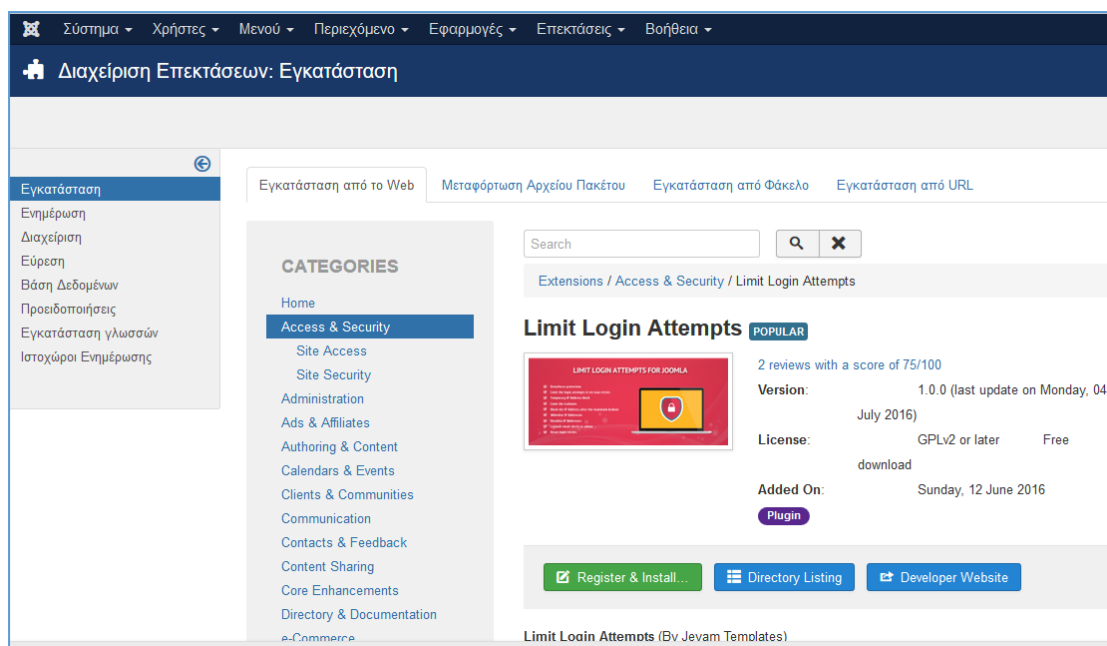 Σύστημα Χρήστες Μενού Περιεχόμενο Εφαρμογές Επεκτάσεις Βοήθεια
Διαχείριση Επεκτάσεων: Εγκατάσταση
Εγκατάσταση
Ενημέρωση
Διαχείριση
Εύρεση
Βάση Δεδομένων
Προειδοποιήσεις
Εγκατάσταση γλωσσών
Ιστοχώροι Ενημέρωσης
Εγκατάσταση από το Web Μεταφόρτωση Αρχείου Πακέτου Εγκατάσταση από Φάκελο Εγκατάσταση από URL
CATEGORIES
Home
Access & Security
Site Access
Site Security
Administration
Ads & Affiliates
Authoring & Content
Calendars & Events
Clients & Communities
Communication
Contacts & Feedback
Content Sharing
Core Enhancements
Directory & Documentation
e-Commerce
Search
Extensions / Access & Security / Limit Login Attempts
Limit Login Attempts POPULAR
LIMIT LOGIN ATTEMPTS FOR JOOMLA
2 reviews with a score of 75/100
Version: 1.0.0 (last update on Monday, 04
July 2016)
License: GPLv2 or later Free
download
Added On: Sunday, 12 June 2016
Plugin
Register & Install... Directory Listing Developer Website
Limit Login Attempts (By Jeyam Templates)